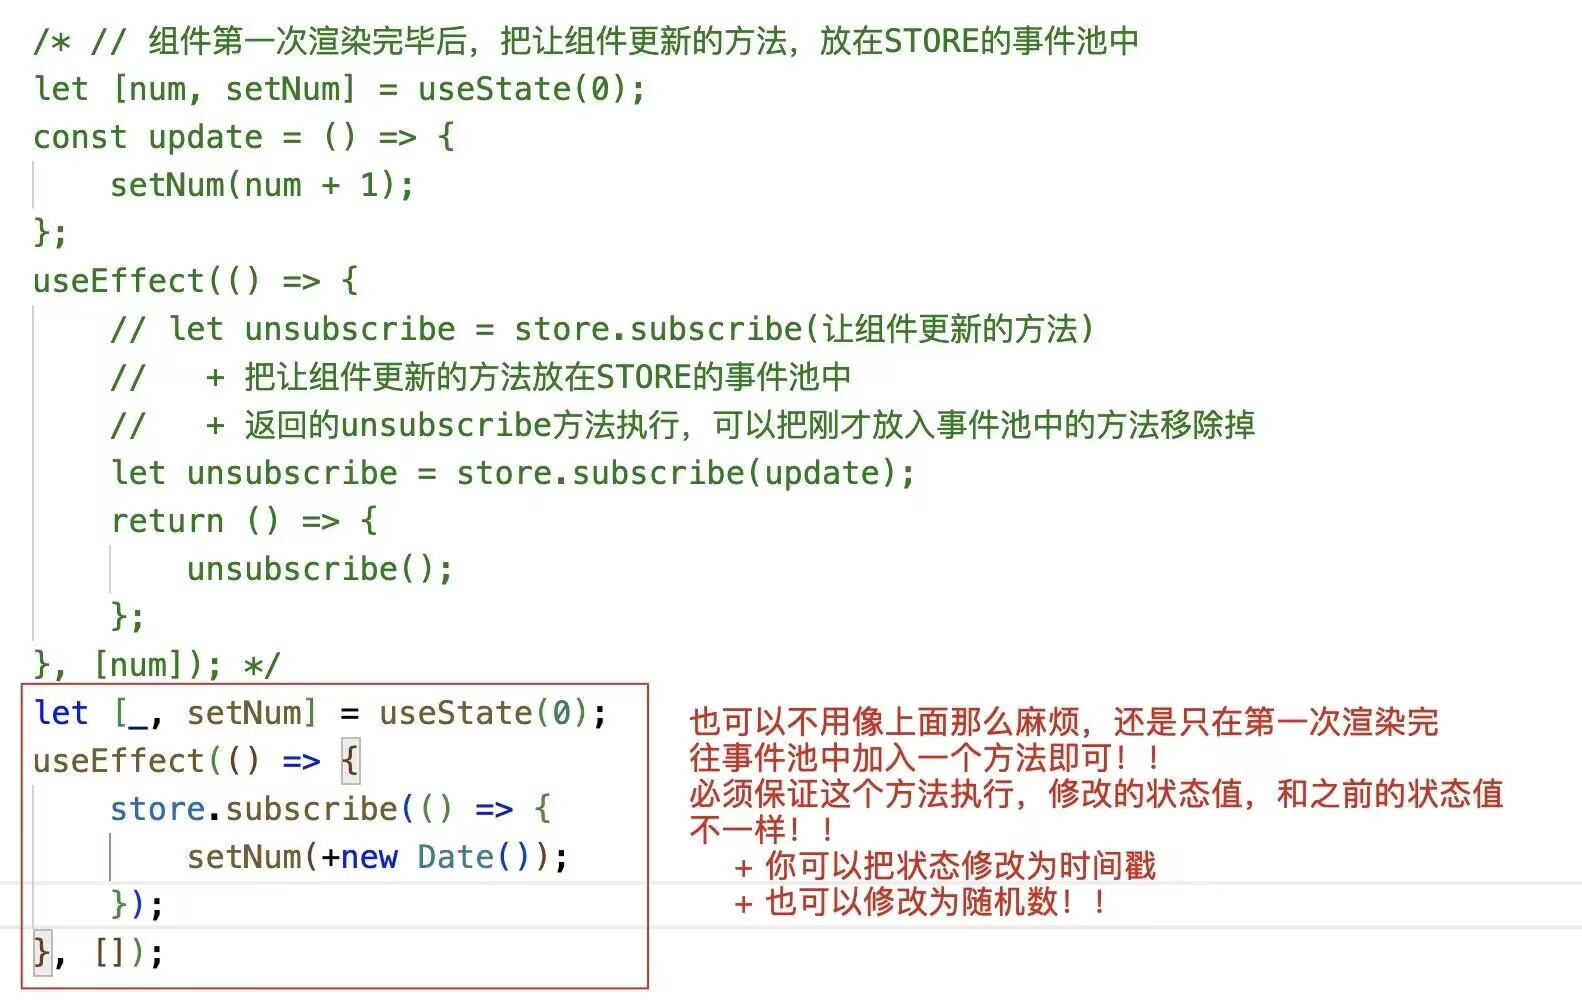 /* // 组件第一次渲染完毕后，把让组件更新的方法，放在STORE的事件池中
let [num, setNum] = useState(0);
const update = () => {
    setNum(num + 1);
};
useEffect(() => {
    // let unsubscribe = store.subscribe(让组件更新的方法)
    //   + 把让组件更新的方法放在STORE的事件池中
    //   + 返回的unsubscribe方法执行，可以把刚才放入事件池中的方法移除掉
    let unsubscribe = store.subscribe(update);
    return () => {
        unsubscribe();
    };
}, [num]); */
let [_, setNum] = useState(0);
useEffect(() => {
    store.subscribe(() => {
        setNum(+new Date());
    });
}, []);
也可以不用像上面那么麻烦，还是只在第一次渲染完
往事件池中加入一个方法即可！！
必须保证这个方法执行，修改的状态值，和之前的状态值
不一样！！
+ 你可以把状态修改为时间戳
+ 也可以修改为随机数！！